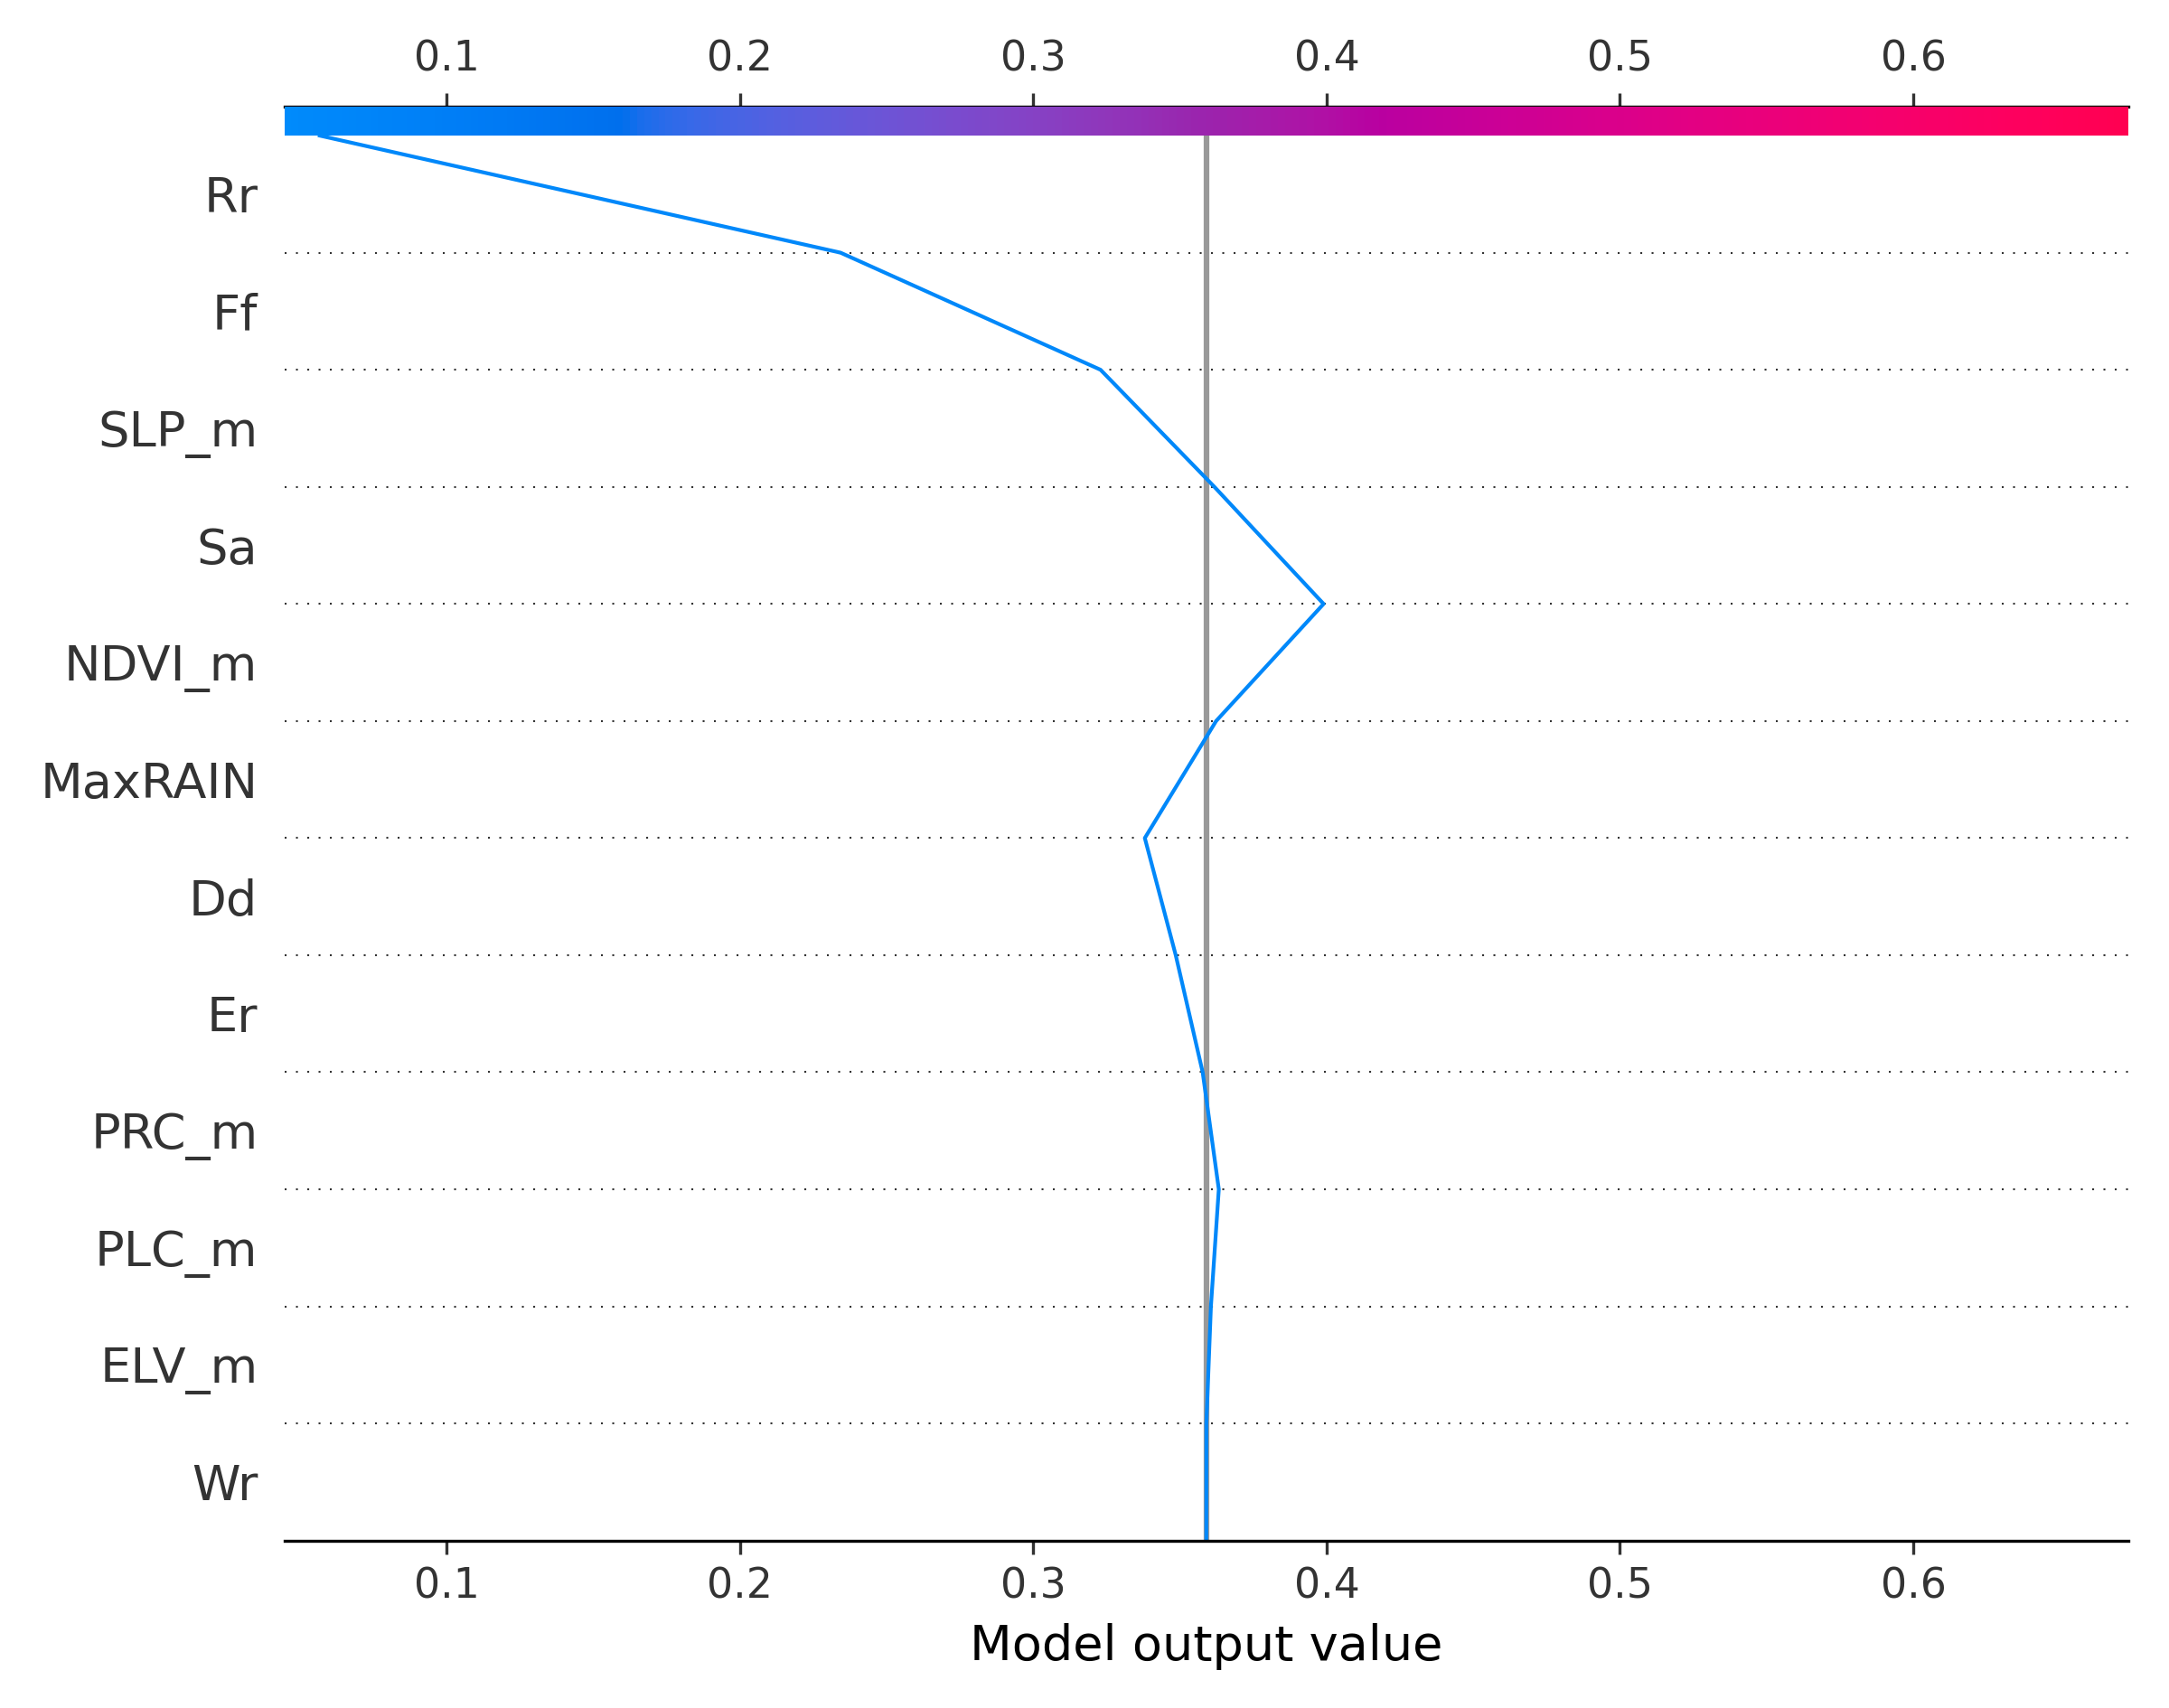 0.1 0.2 0.3 0.4 0.5 0.6
Rr
Ff
SLP_m
Sa
NDVI_m
MaxRAIN
Dd
Er
PRC_m
PLC_m
ELV_m
Wr
0.1 0.2 0.3 0.4 0.5 0.6
Model output value